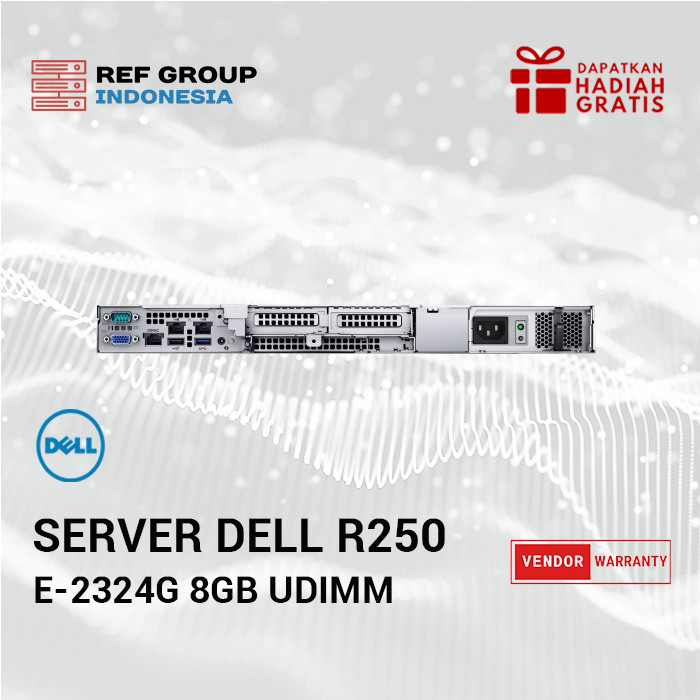 REF GROUP
INDONESIA
DAPATKAN
HADIAH
GRATIS
DELL
SERVER DELL R250
E-2324G 8GB UDIMM
VENDOR WARRANTY